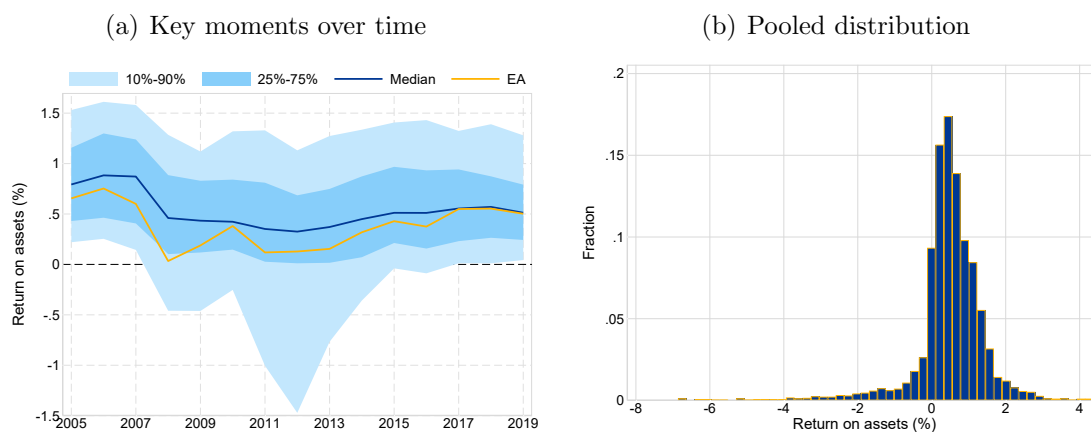 (a) Key moments over time
10%-90% 25%-75% Median EA
Return on assets (%)
1.5
1
.5
0
-.5
-1
-1.5
2005 2007 2009 2011 2013 2015 2017 2019
(b) Pooled distribution
Fraction
.2
.15
.1
.05
0
-8 -6 -4 -2 0 2 4
Return on assets (%)